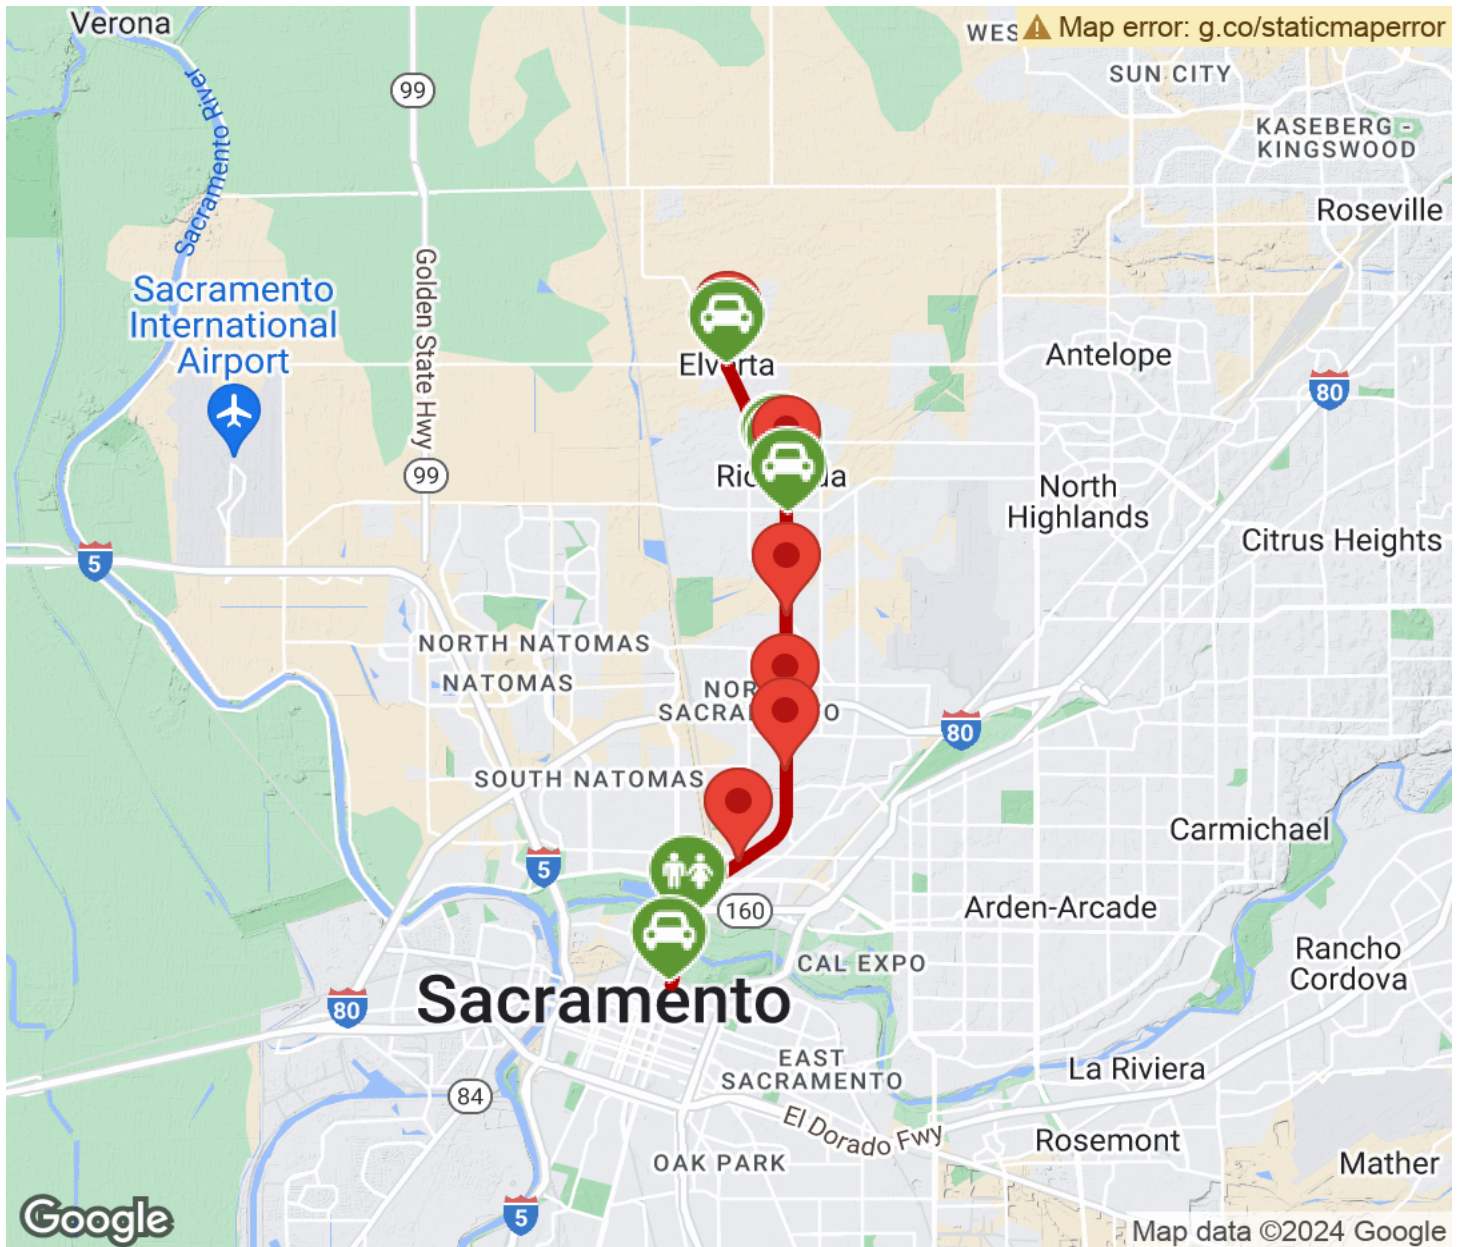 Verona
WES
Map error: g.co/staticmaperror
SUN CITY
99
KASEBERG -
KINGSWOOD
Sacramento River
Roseville
Golden State Hwy
Sacramento
International
Airport
Elverta
Antelope
80
99
North
Highlands
Citrus Heights
5
NORTH NATOMAS
NATOMAS
80
SOUTH NATOMAS
Carmichael
5
160
Arden-Arcade
CAL EXPO
Rancho
Cordova
Sacramento
80
EAST
SACRAMENTO
La Riviera
84
El Dorado Fwy
Rosemont
OAK PARK
Mather
5
Google
Map data ©2024 Google